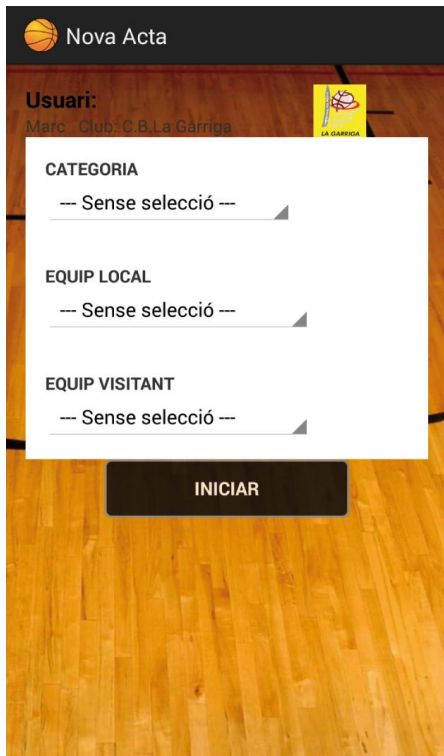 Nova Acta
Usuari:
Marc Club: C.B.La Garriga
LA GARRIGA
CATEGORIA
--- Sense selecció ---
EQUIP LOCAL
--- Sense selecció ---
EQUIP VISITANT
--- Sense selecció ---
INICIAR